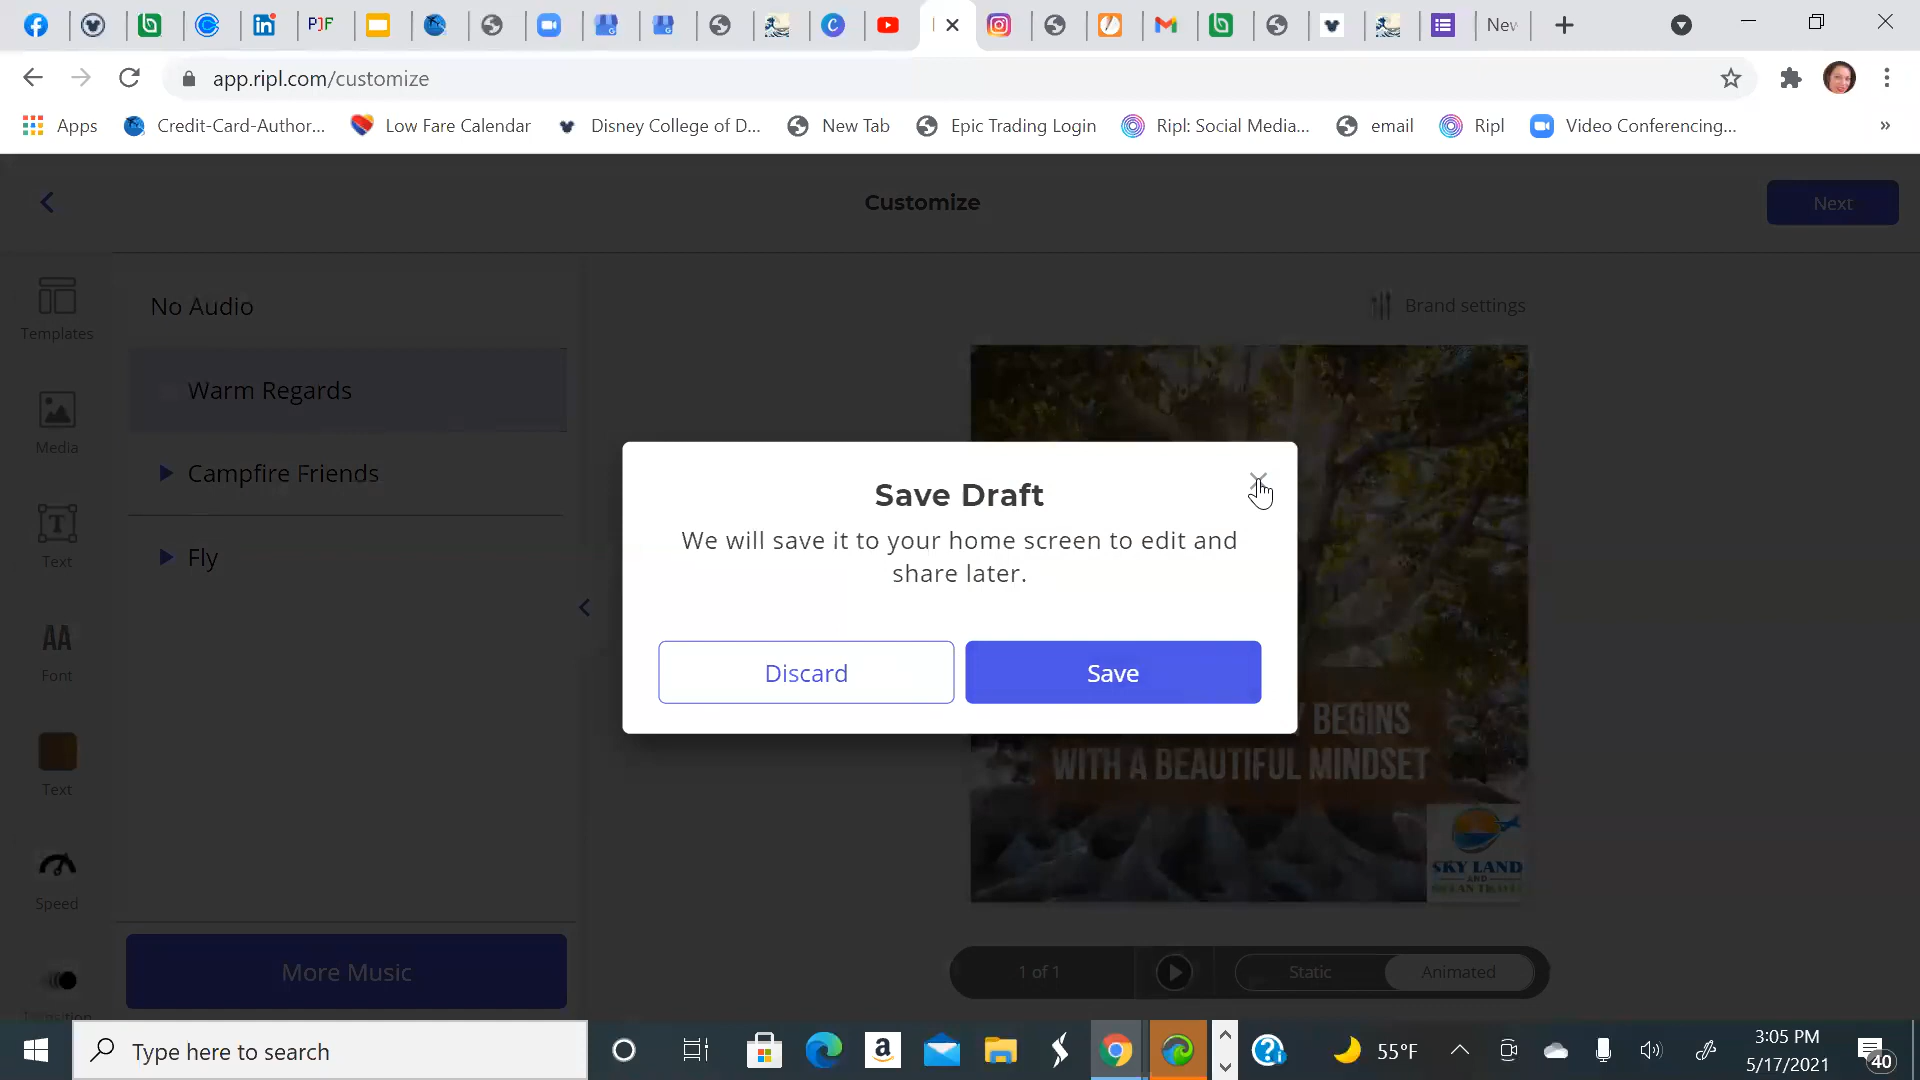 PJF
New
app.ripl.com/customize
Apps
Credit-Card-Author...
Low Fare Calendar
Disney College of D...
New Tab
Epic Trading Login
Ripl: Social Media...
email
Ripl
Video Conferencing...
»
Customize
Next
Templates
Media
Text
Font
Text
Speed
Transition
No Audio
Warm Regards
Campfire Friends
Fly
More Music
Brand settings
Save Draft
We will save it to your home screen to edit and
share later.
Discard
Save
BEGINS
WITH A BEAUTIFUL MINDSET
SKY LAND
AND
OCEAN TRAVEL
1 of 1
Static
Animated
Type here to search
55°F
3:05 PM
5/17/2021
40